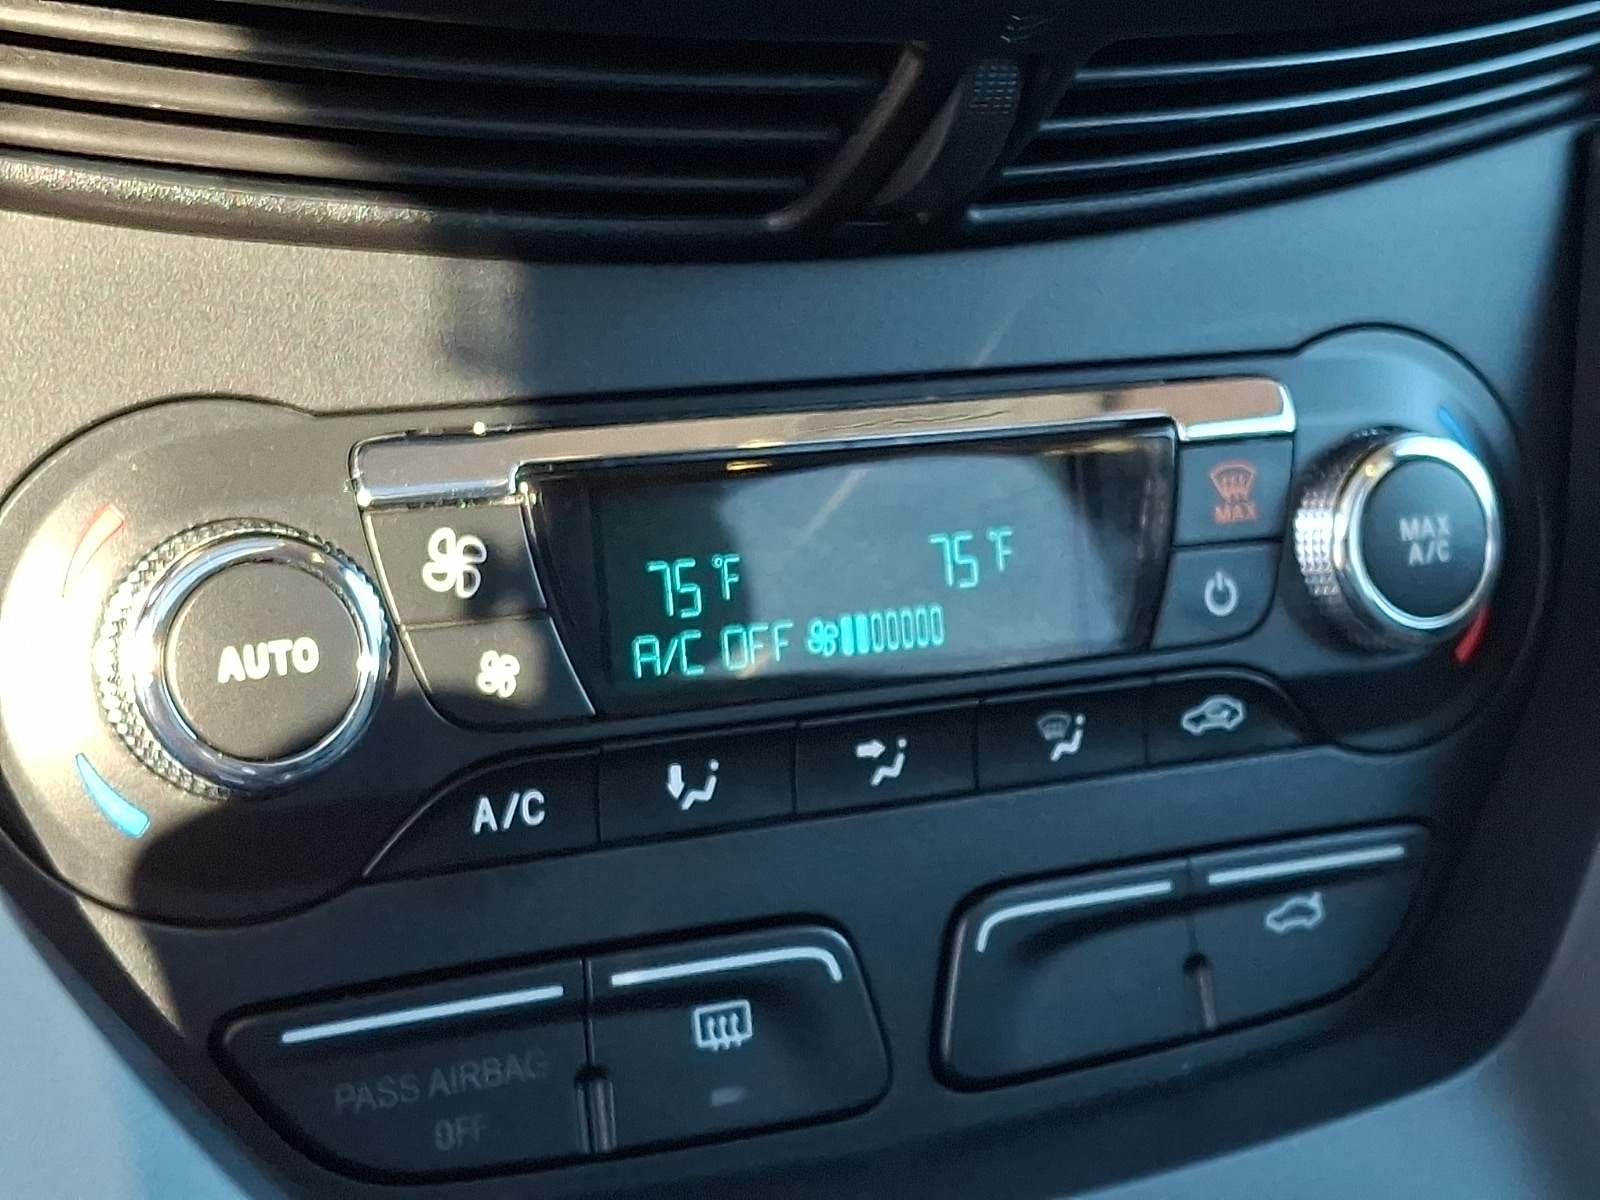 75°F
75°F
A/C OFF
MAX
MAX
A/C
AUTO
A/C
PASS AIRBAG
OFF